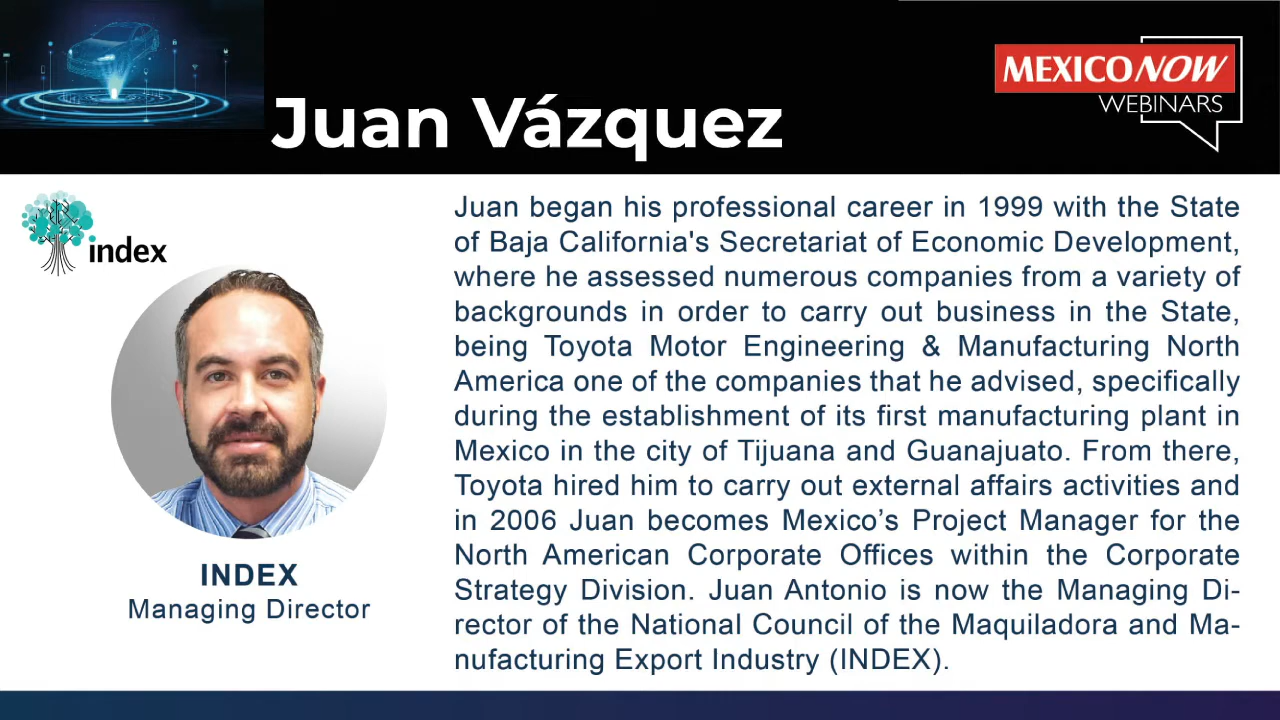 MEXICO NOW
WEBINARS
Juan Vázquez
index
INDEX
Managing Director
Juan began his professional career in 1999 with the State
of Baja California's Secretariat of Economic Development,
where he assessed numerous companies from a variety of
backgrounds in order to carry out business in the State,
being Toyota Motor Engineering & Manufacturing North
America one of the companies that he advised, specifically
during the establishment of its first manufacturing plant in
Mexico in the city of Tijuana and Guanajuato. From there,
Toyota hired him to carry out external affairs activities and
in 2006 Juan becomes Mexico’s Project Manager for the
North American Corporate Offices within the Corporate
Strategy Division. Juan Antonio is now the Managing Di-
rector of the National Council of the Maquiladora and Ma-
nufacturing Export Industry (INDEX).